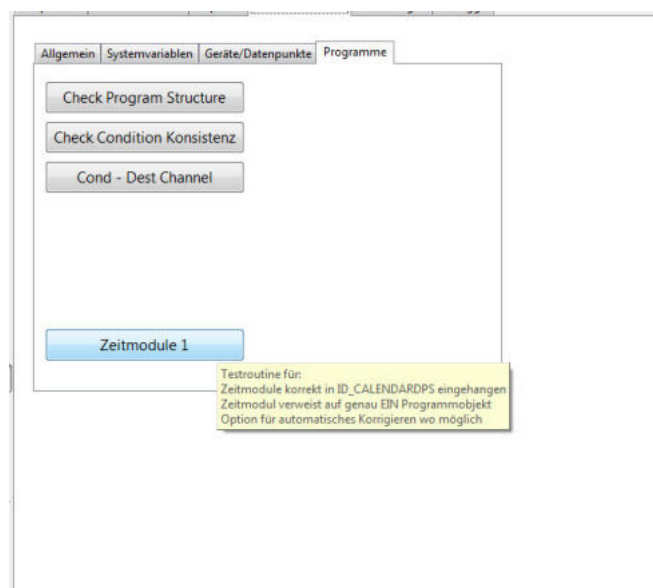 Allgemein Systemvariablen Geräte/Datenpunkte Programme
Check Program Structure
Check Condition Konsistenz
Cond - Dest Channel
Zeitmodule 1
Testroutine für:
Zeitmodule korrekt in ID_CALENDARDPS eingehangen
Zeitmodul verweist auf genau EIN Programmobjekt
Option für automatisches Korrigieren wo möglich